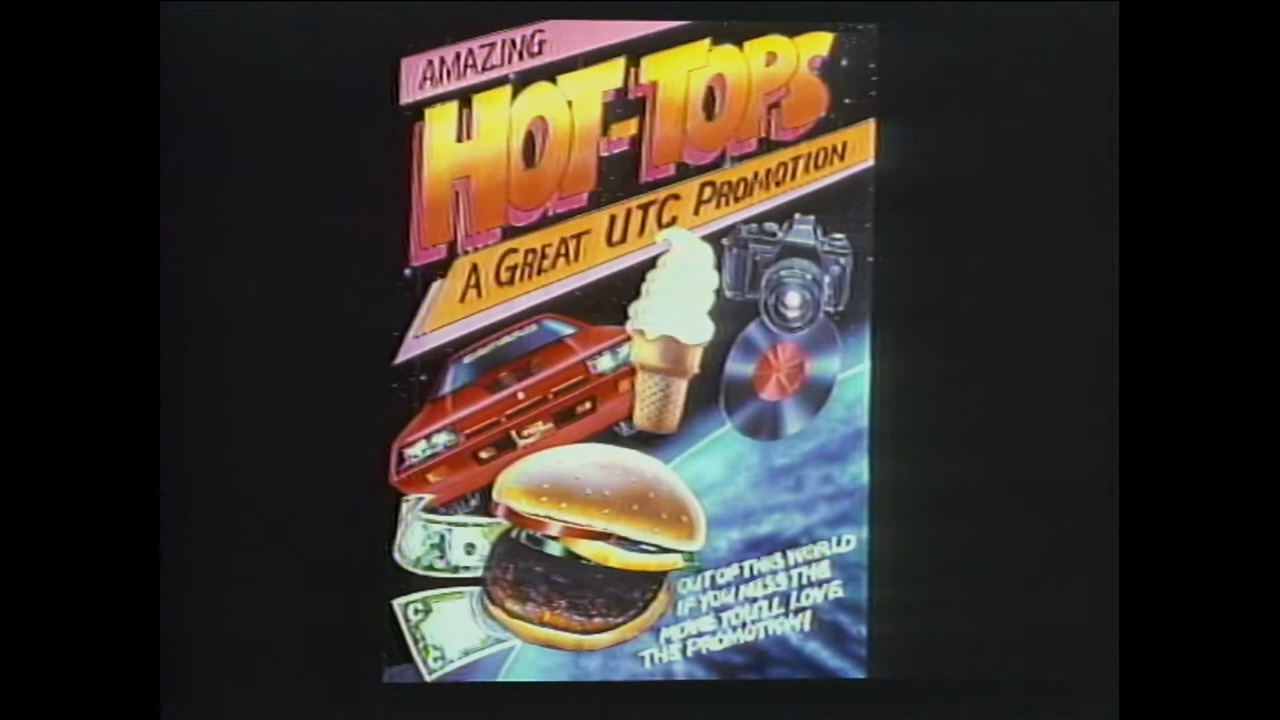 AMAZING
HOT-TOPS
A GREAT UTC PROMOTION
OUT OF THIS WORLD
IF YOU MISS THE
MOVIE YOU'LL LOVE
THE PROMOTION!